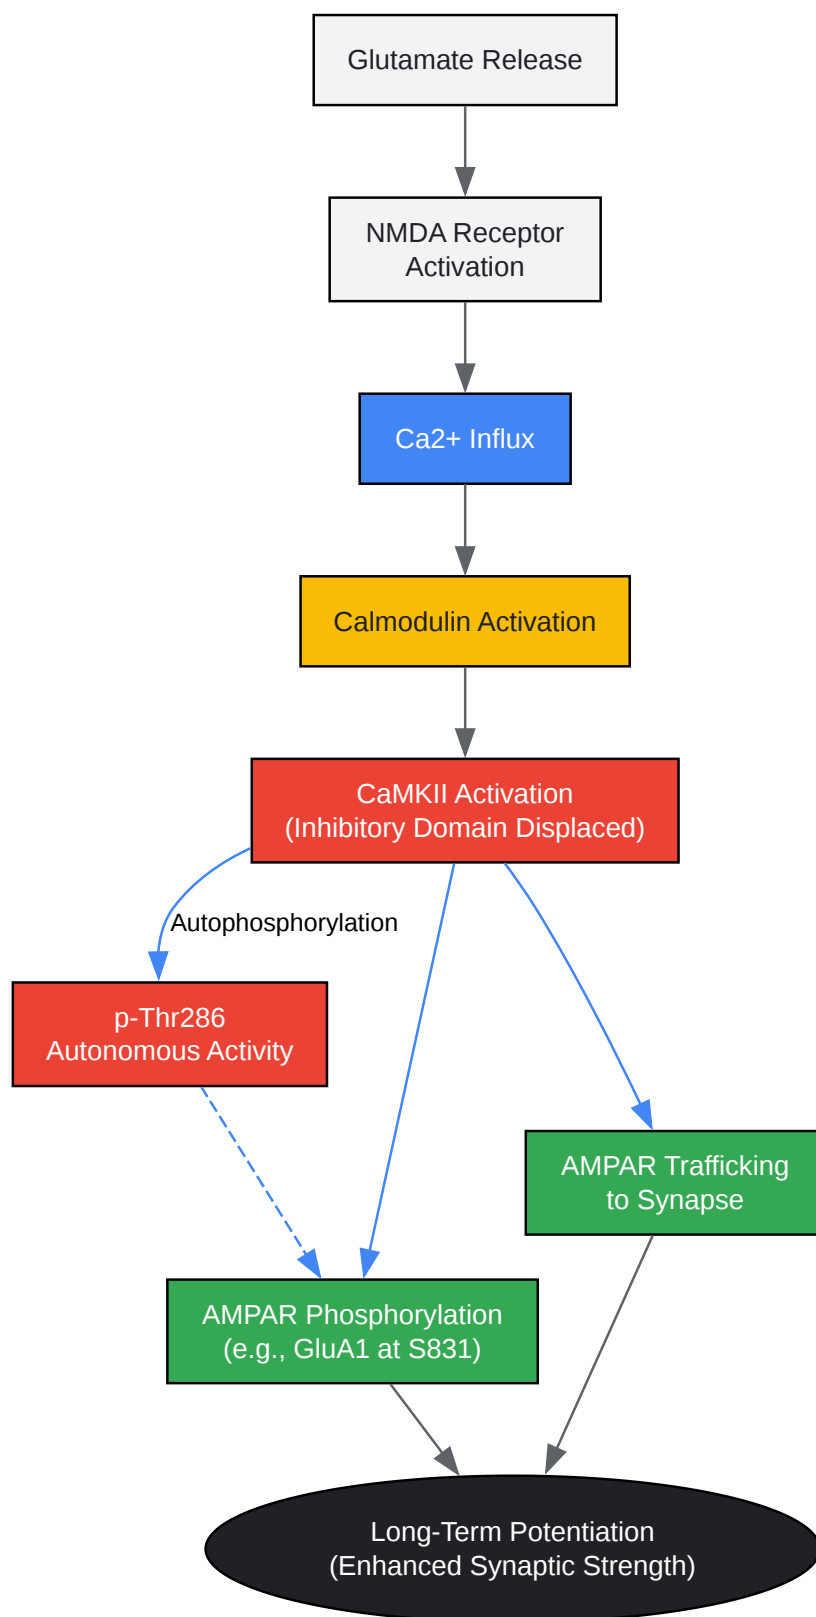 Glutamate Release
NMDA Receptor
Activation
Ca2+ Influx
Calmodulin Activation
CaMKII Activation
(Inhibitory Domain Displaced)
Autophosphorylation
p-Thr286
Autonomous Activity
AMPAR Trafficking
to Synapse
AMPAR Phosphorylation
(e.g., GluA1 at S831)
Long-Term Potentiation
(Enhanced Synaptic Strength)